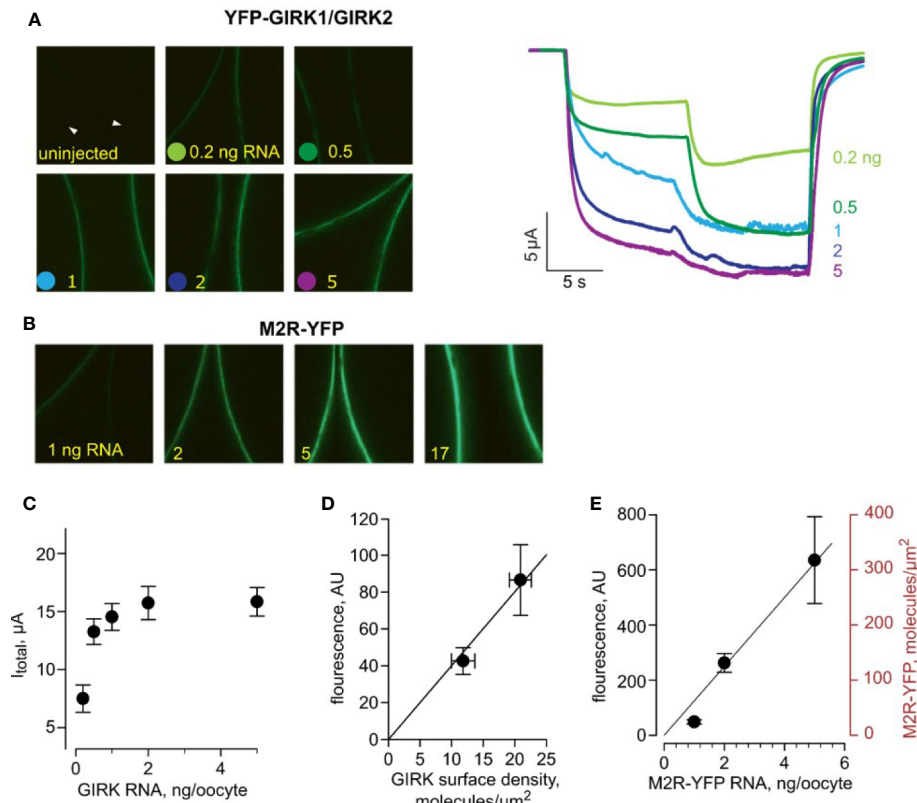 A
YFP-GIRK1/GIRK2
uninjected
0.2 ng RNA
0.5
1
2
5
5 µA
5 s
0.2 ng
0.5
1
2
5
B
M2R-YFP
1 ng RNA
2
5
17
C
Itotal, µA
20
15
10
5
0
2
4
GIRK RNA, ng/oocyte
D
flourescence, AU
120
100
80
60
40
20
0
0
5
10
15
20
25
GIRK surface density,
molecules/µm²
E
flourescence, AU
800
600
400
200
0
0
2
4
6
M2R-YFP RNA, ng/oocyte
400
300
200
100
0
M2R-YFP, molecules/µm²